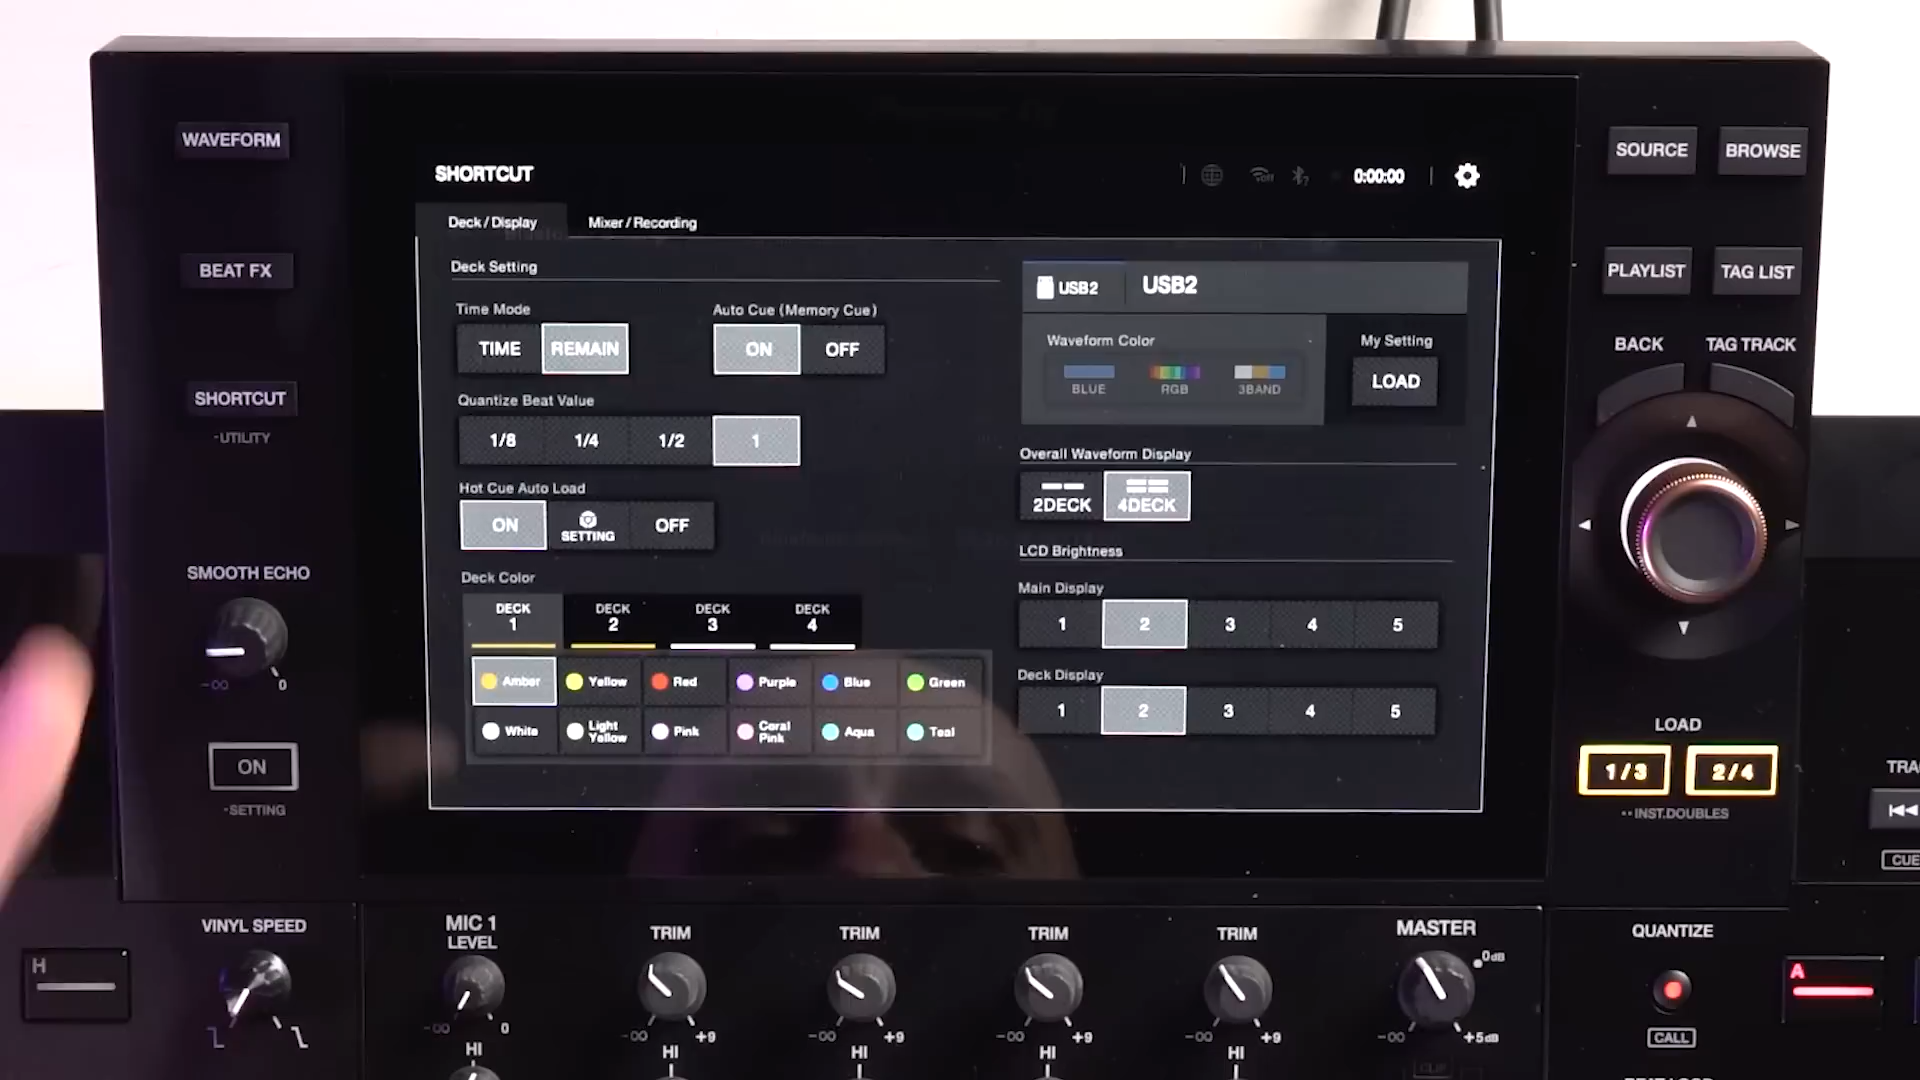 WAVEFORM
BEAT FX
SHORTCUT
-UTILITY
SMOOTH ECHO
-∞ 0
ON
-SETTING
SHORTCUT
off
0:00:00
Deck / Display
Mixer / Recording
Deck Setting
Time Mode
TIME REMAIN
Auto Cue (Memory Cue)
ON OFF
Quantize Beat Value
1/8 1/4 1/2 1
Hot Cue Auto Load
ON SETTING OFF
Deck Color
DECK 1
DECK 2
DECK 3
DECK 4
Amber Yellow Red Purple Blue Green
White Light Yellow Pink Coral Pink Aqua Teal
USB2 USB2
Waveform Color
BLUE RGB 3BAND
My Setting
LOAD
Overall Waveform Display
2DECK 4DECK
LCD Brightness
Main Display
1 2 3 4 5
Deck Display
1 2 3 4 5
SOURCE BROWSE
PLAYLIST TAG LIST
BACK TAG TRACK
LOAD
1/3 2/4
··INST.DOUBLES
TRA
CUE
VINYL SPEED
H
MIC 1
LEVEL
-∞ 0
HI
TRIM
-∞ +9
HI
TRIM
-∞ +9
HI
TRIM
-∞ +9
HI
TRIM
-∞ +9
HI
MASTER
0dB
-∞ +5dB
CLIP
QUANTIZE
CALL
A